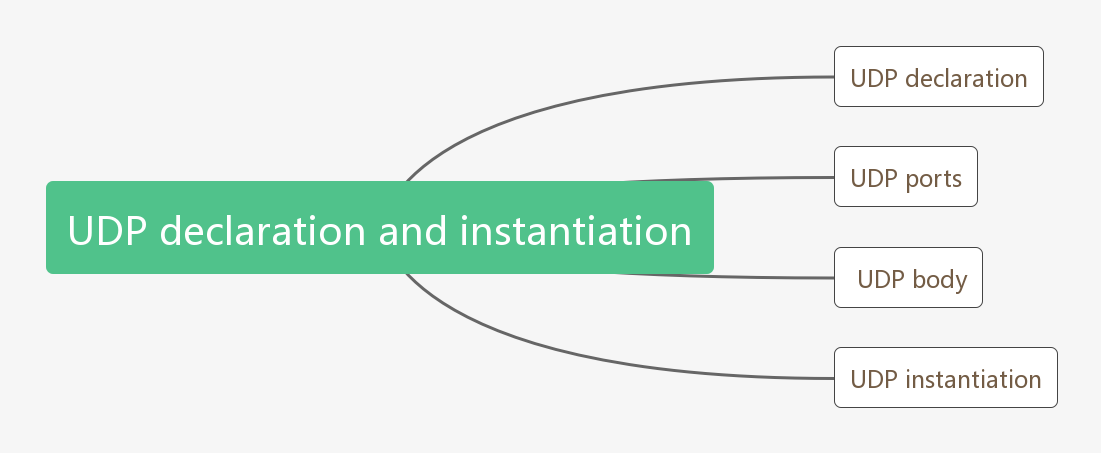 UDP declaration and instantiation
UDP declaration
UDP ports
UDP body
UDP instantiation